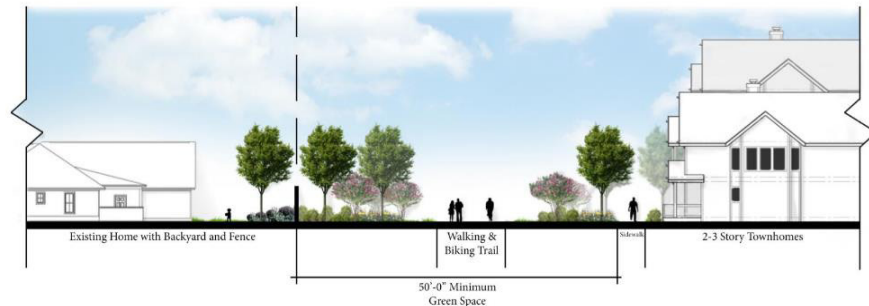 Existing Home with Backyard and Fence
Walking &
Biking Trail
Sidewalk
2-3 Story Townhomes
50'-0" Minimum
Green Space